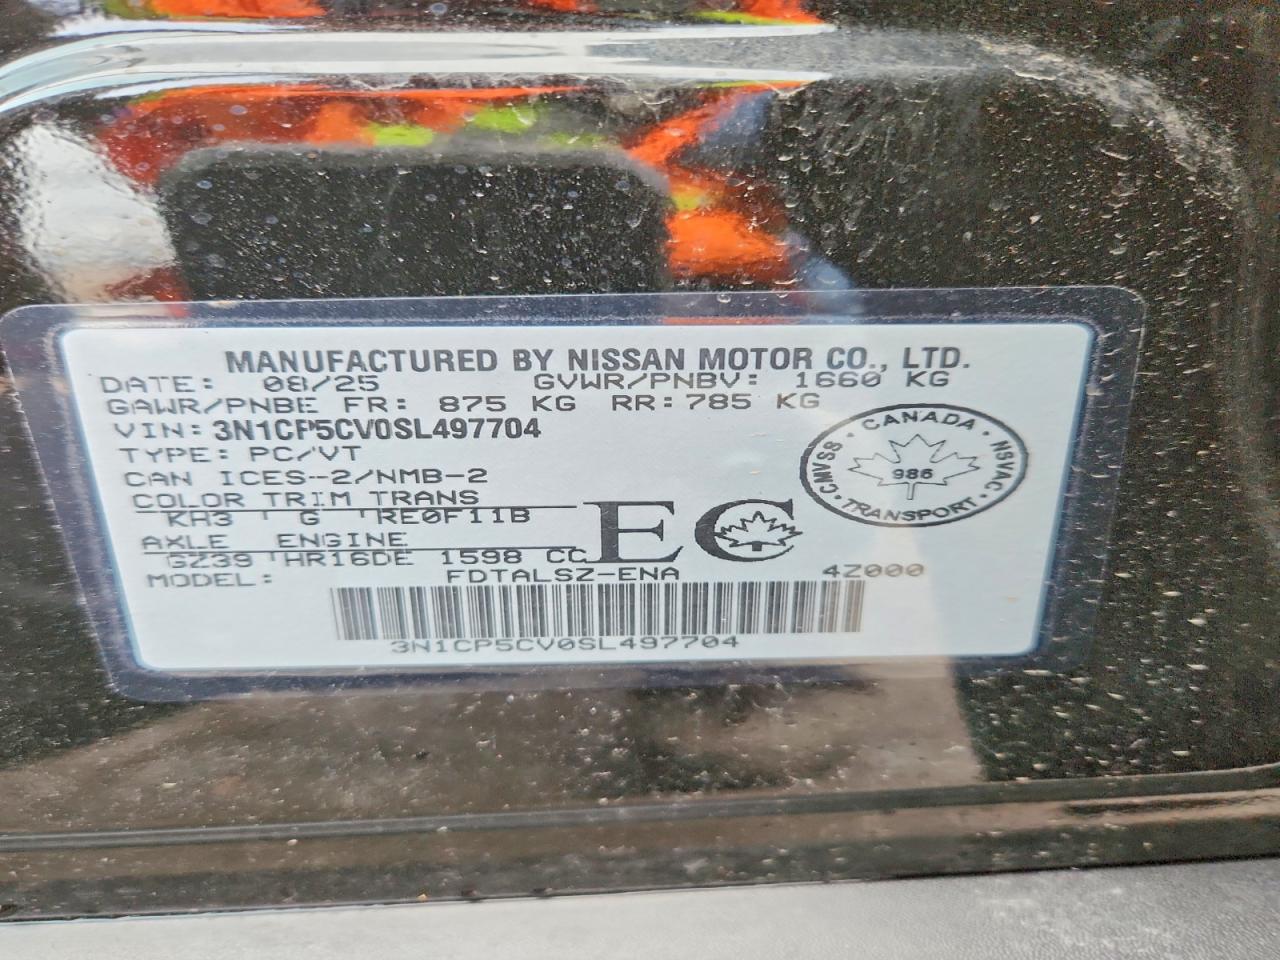 MANUFACTURED BY NISSAN MOTOR CO., LTD.
DATE: 08/25 GVWR/PNBV: 1660 KG
GAWR/PNBE FR: 875 KG RR: 785 KG
VIN: 3N1CP5CV0SL497704
TYPE: PC/VT
CAN ICES-2/NMB-2
COLOR TRIM TRANS
KH3 G RE0F11B
AXLE ENGINE
GZ39 HR16DE 1598 CC
MODEL: FDTALSZ-ENA 4Z000
3N1CP5CV0SL497704
EC
CANADA
CMVSS · NSVAC
986
TRANSPORT